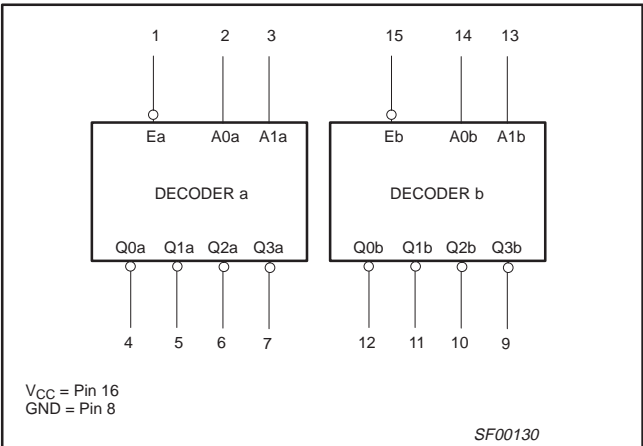 1 2 3 15 14 13
Ea A0a A1a Eb A0b A1b
DECODER a DECODER b
Q0a Q1a Q2a Q3a Q0b Q1b Q2b Q3b
4 5 6 7 12 11 10 9
VCC = Pin 16
GND = Pin 8
SF00130